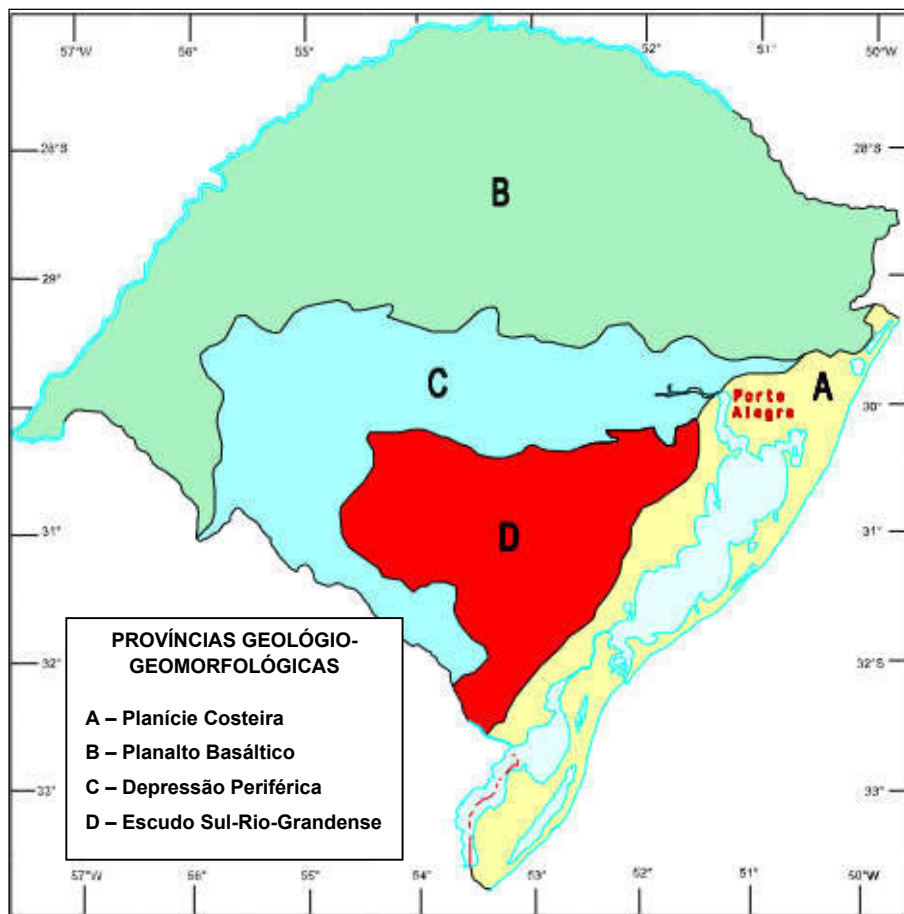 57°W 56° 55° 52° 51° 50°W
28°S 28°S
B
29°
C
A
Porto
Alegre
30°
31° 31°
D
PROVÍNCIAS GEOLÓGIO-
GEOMORFOLÓGICAS
32° 32°S
A – Planície Costeira
B – Planalto Basáltico
33° 33°
C – Depressão Periférica
D – Escudo Sul-Rio-Grandense
57°W 56° 55° 54° 53° 52° 51° 50°W